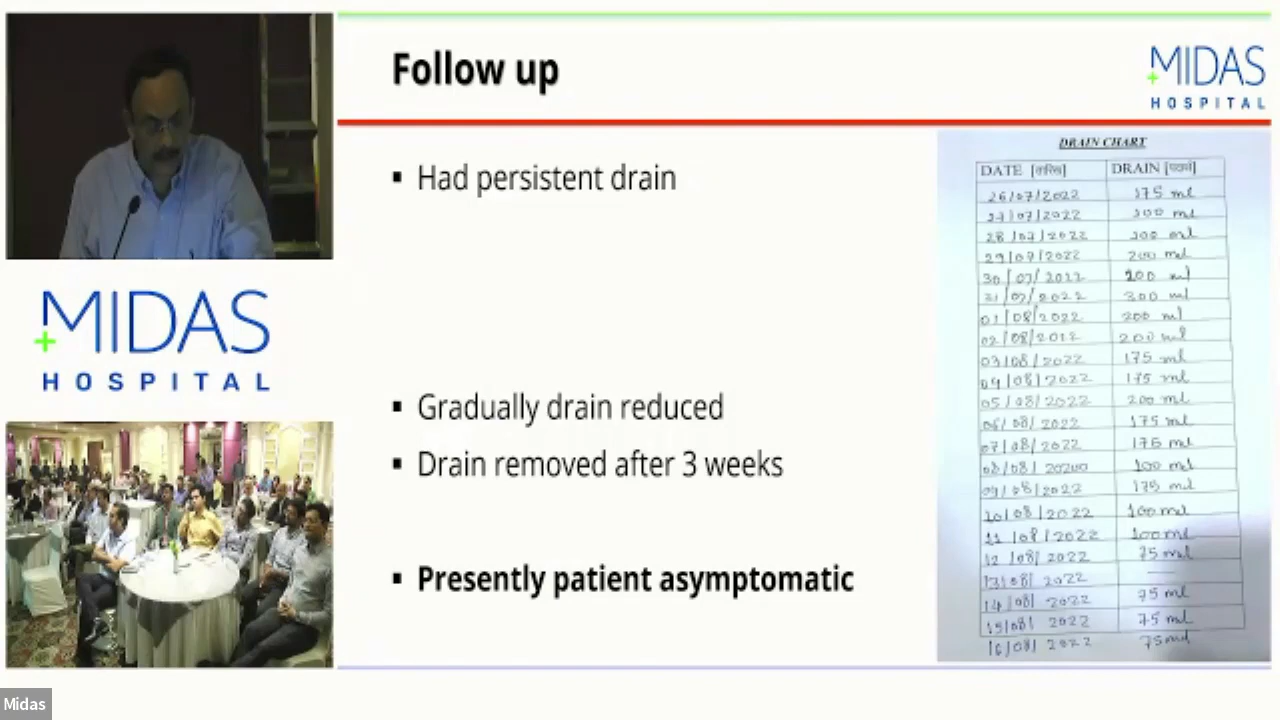 Follow up
MIDAS
HOSPITAL
▪ Had persistent drain
▪ Gradually drain reduced
▪ Drain removed after 3 weeks
▪ Presently patient asymptomatic
DRAIN CHART
DATE DRAIN
26/07/2022 175 ml
27/07/2022 ml
28/07/2022 ml
29/07/2022 200 ml
30/07/2022 200 ml
31/07/2022 300 ml
01/08/2022 200 ml
02/08/2012 200 ml
03/08/2022 175 ml
04/08/2022 175 ml
05/08/2022 200 ml
06/08/2022 175 ml
07/08/2022 175 ml
08/08/ 100 ml
09/08/2022 175 ml
10/08/2022 100 ml
11/08/2022 100 ml
12/08/2022 75 ml
13/08/2022
14/08/2022 75 ml
15/08/2022 75 ml
16/08/2022 75 ml
MIDAS
HOSPITAL
Midas